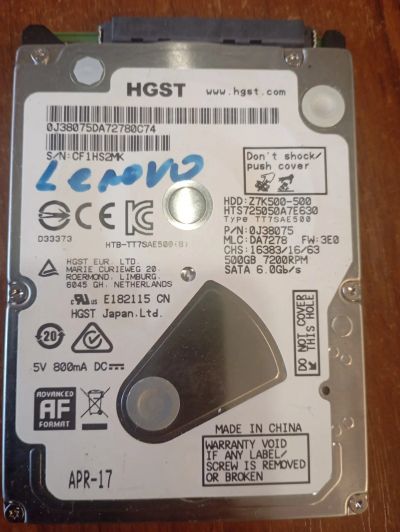 HGST www.hgst.com
0J38075DA72780C74
S/N:CF1HS2MK
Lenovo
Don't shock/
push cover
HDD:Z7K500-500
HTS725050A7E630
Type TT7SAE500
P/N:0J38075
MLC:DA7278 FW:3E0
CHS:16383/16/63
500GB 7200RPM
SATA 6.0Gb/s
CE
D33373
HTB-TT7SAE500(B)
HGST EUR. LTD.
MARIE CURIEWEG 20
ROERMOND, LIMBURG,
6045 GH, NETHERLANDS
c UL us E182115 CN
HGST Japan,Ltd.
20
5V 800mA DC
DO NOT COVER
THIS HOLE
ADVANCED
AF
FORMAT
MADE IN CHINA
WARRANTY VOID
IF ANY LABEL/
SCREW IS REMOVED
OR BROKEN
APR-17